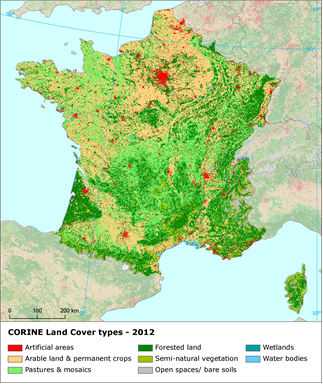 0 100 200 km
CORINE Land Cover types - 2012
Artificial areas
Arable land & permanent crops
Pastures & mosaics
Forested land
Semi-natural vegetation
Open spaces/ bare soils
Wetlands
Water bodies